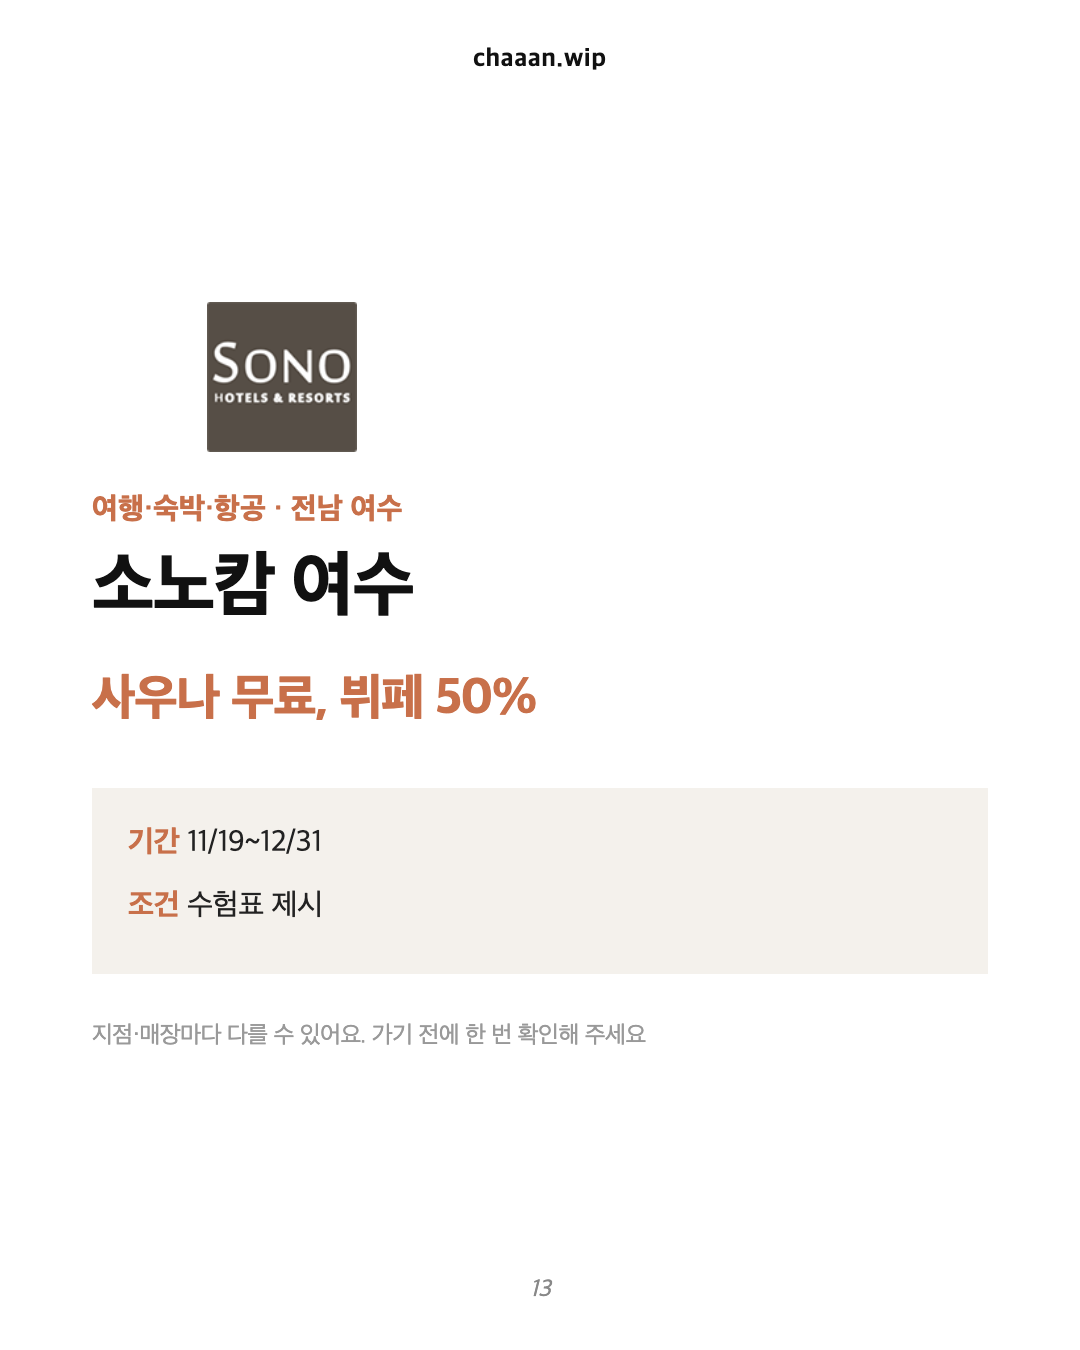 chaaan.wip
SONO
HOTELS & RESORTS
여행·숙박·항공 · 전남 여수
소노캄 여수
사우나 무료, 뷔페 50%
기간 11/19~12/31
조건 수험표 제시
지점·매장마다 다를 수 있어요. 가기 전에 한 번 확인해 주세요
13